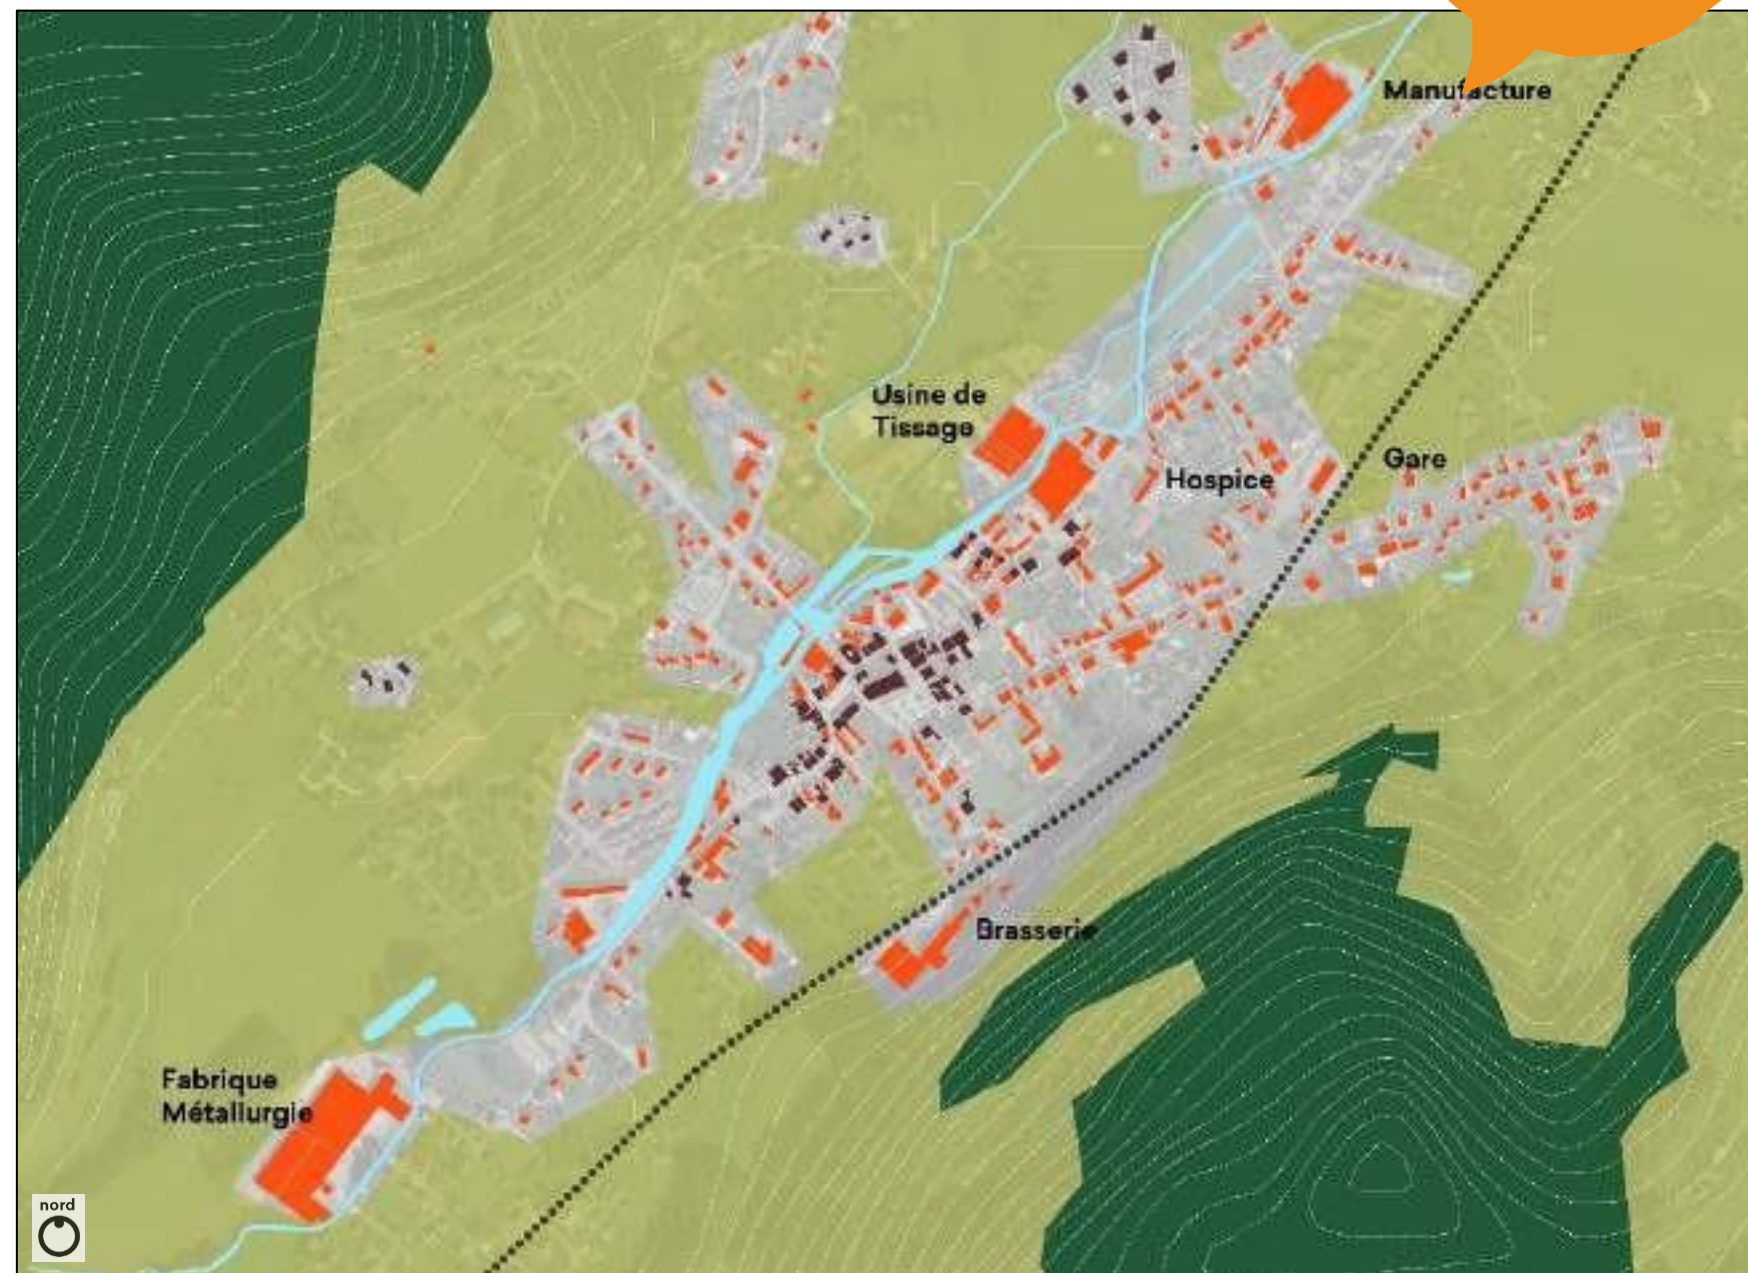 Manufacture
Usine de
Tissage
Gare
Hospice
Brasserie
Fabrique
Métallurgie
nord